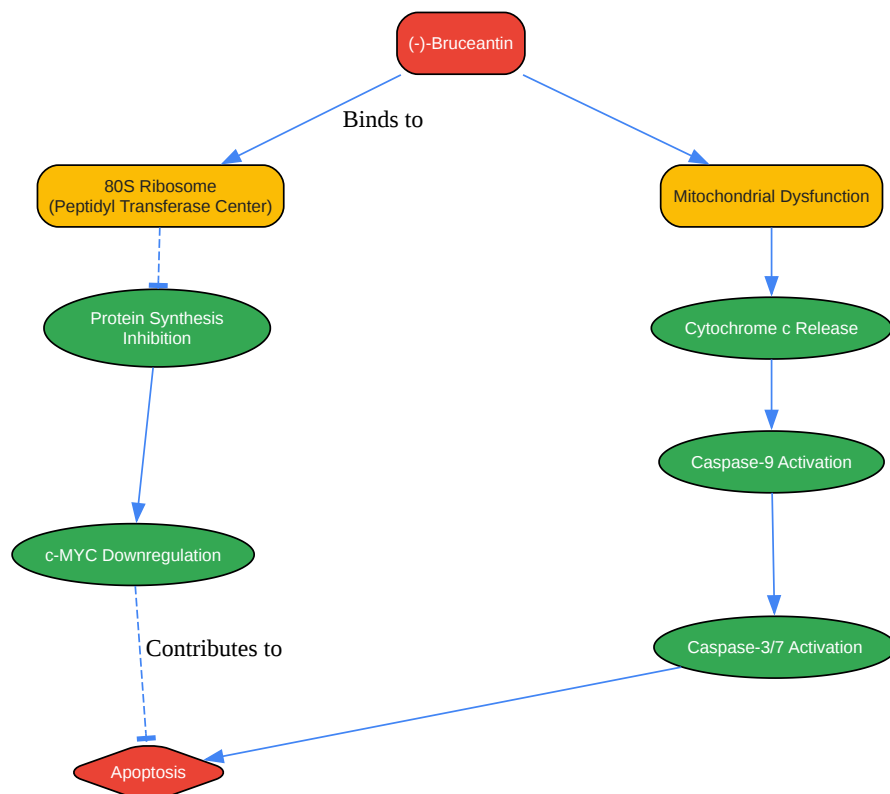 (-)-Bruceantin
Binds to
80S Ribosome
(Peptidyl Transferase Center)
Mitochondrial Dysfunction
Protein Synthesis
Inhibition
Cytochrome c Release
Caspase-9 Activation
c-MYC Downregulation
Contributes to
Caspase-3/7 Activation
Apoptosis